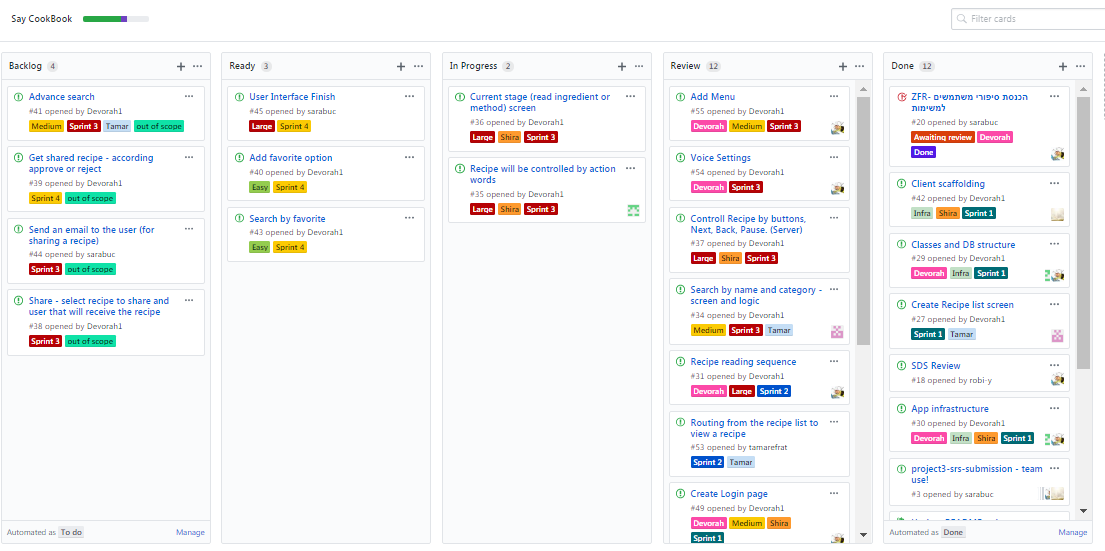 Say CookBook
Filter cards
Backlog 4
Advance search
#41 opened by Devorah1
Medium Sprint 3 Tamar out of scope
Get shared recipe - according
approve or reject
#39 opened by Devorah1
Sprint 4 out of scope
Send an email to the user (for
sharing a recipe)
#44 opened by sarabuc
Sprint 3 out of scope
Share - select recipe to share and
user that will receive the recipe
#38 opened by Devorah1
Sprint 3 out of scope
Automated as To do Manage
Ready 3
User Interface Finish
#45 opened by sarabuc
Large Sprint 4
Add favorite option
#40 opened by Devorah1
Easy Sprint 4
Search by favorite
#43 opened by Devorah1
Easy Sprint 4
In Progress 2
Current stage (read ingredient or
method) screen
#36 opened by Devorah1
Large Shira Sprint 3
Recipe will be controlled by action
words
#35 opened by Devorah1
Large Shira Sprint 3
Review 12
Add Menu
#55 opened by Devorah1
Devorah Medium Sprint 3
Voice Settings
#54 opened by Devorah1
Devorah Sprint 3
Controll Recipe by buttons,
Next, Back, Pause. (Server)
#37 opened by Devorah1
Large Shira Sprint 3
Search by name and category -
screen and logic
#34 opened by Devorah1
Medium Sprint 3 Tamar
Recipe reading sequence
#31 opened by Devorah1
Devorah Large Sprint 2
Routing from the recipe list to
view a recipe
#53 opened by tamarefrat
Sprint 2 Tamar
Create Login page
#49 opened by Devorah1
Devorah Medium Shira
Sprint 1
Done 12
ZFR- הכנסת סיפורי משתמשים
למשימות
#20 opened by sarabuc
Awaiting review Devorah
Done
Client scaffolding
#42 opened by Devorah1
Infra Shira Sprint 1
Classes and DB structure
#29 opened by Devorah1
Devorah Infra Sprint 1
Create Recipe list screen
#27 opened by Devorah1
Sprint 1 Tamar
SDS Review
#18 opened by robi-y
App infrastructure
#30 opened by Devorah1
Devorah Infra Shira Sprint 1
project3-srs-submission - team
use!
#3 opened by sarabuc
Automated as Done Manage